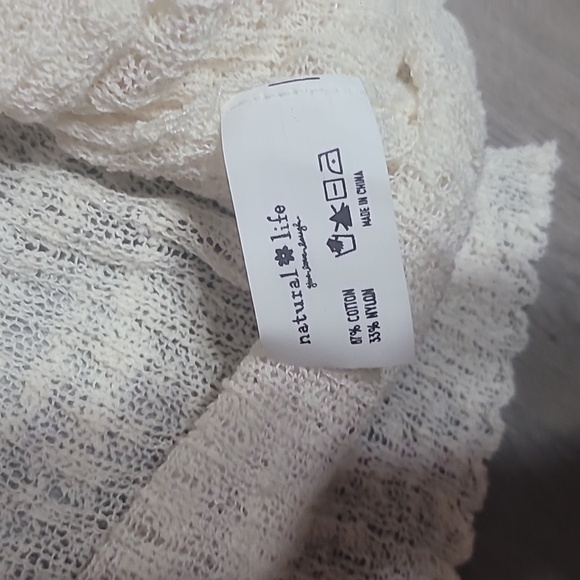 natural life
MADE IN CHINA
67% COTTON
33% NYLON